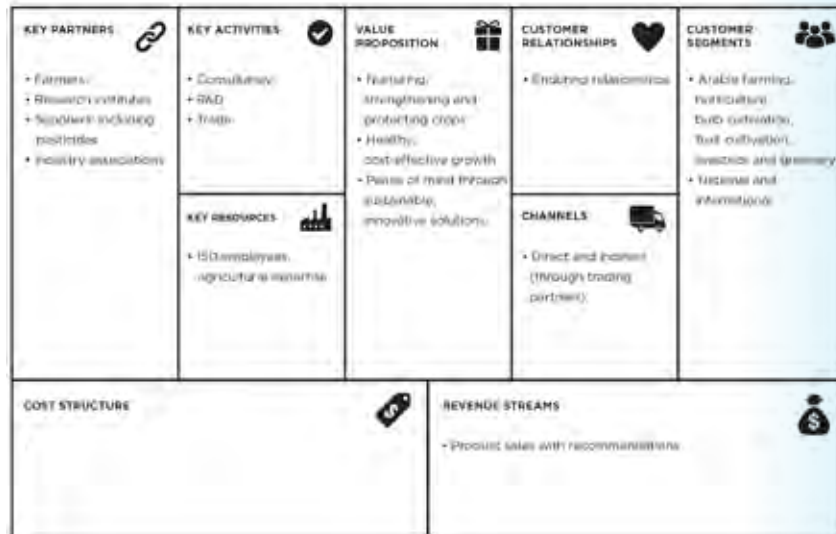 KEY PARTNERS
• Farmers
• Research institutes
• Suppliers including
pesticides
• Industry associations
KEY ACTIVITIES
• Consultancy
• R&D
• Trade
KEY RESOURCES
• 150 employees,
agricultural expertise
VALUE
PROPOSITION
• Nurturing,
strengthening and
protecting crops
• Healthy,
cost-effective growth
• Peace of mind through
sustainable,
innovative solutions
CUSTOMER
RELATIONSHIPS
• Enduring relationships
CHANNELS
• Direct and indirect
(through trading
partners)
CUSTOMER
SEGMENTS
• Arable farming,
horticulture,
bulb cultivation,
fruit cultivation,
and greenery
• National and
international
COST STRUCTURE
REVENUE STREAMS
• Product sales with recommendations